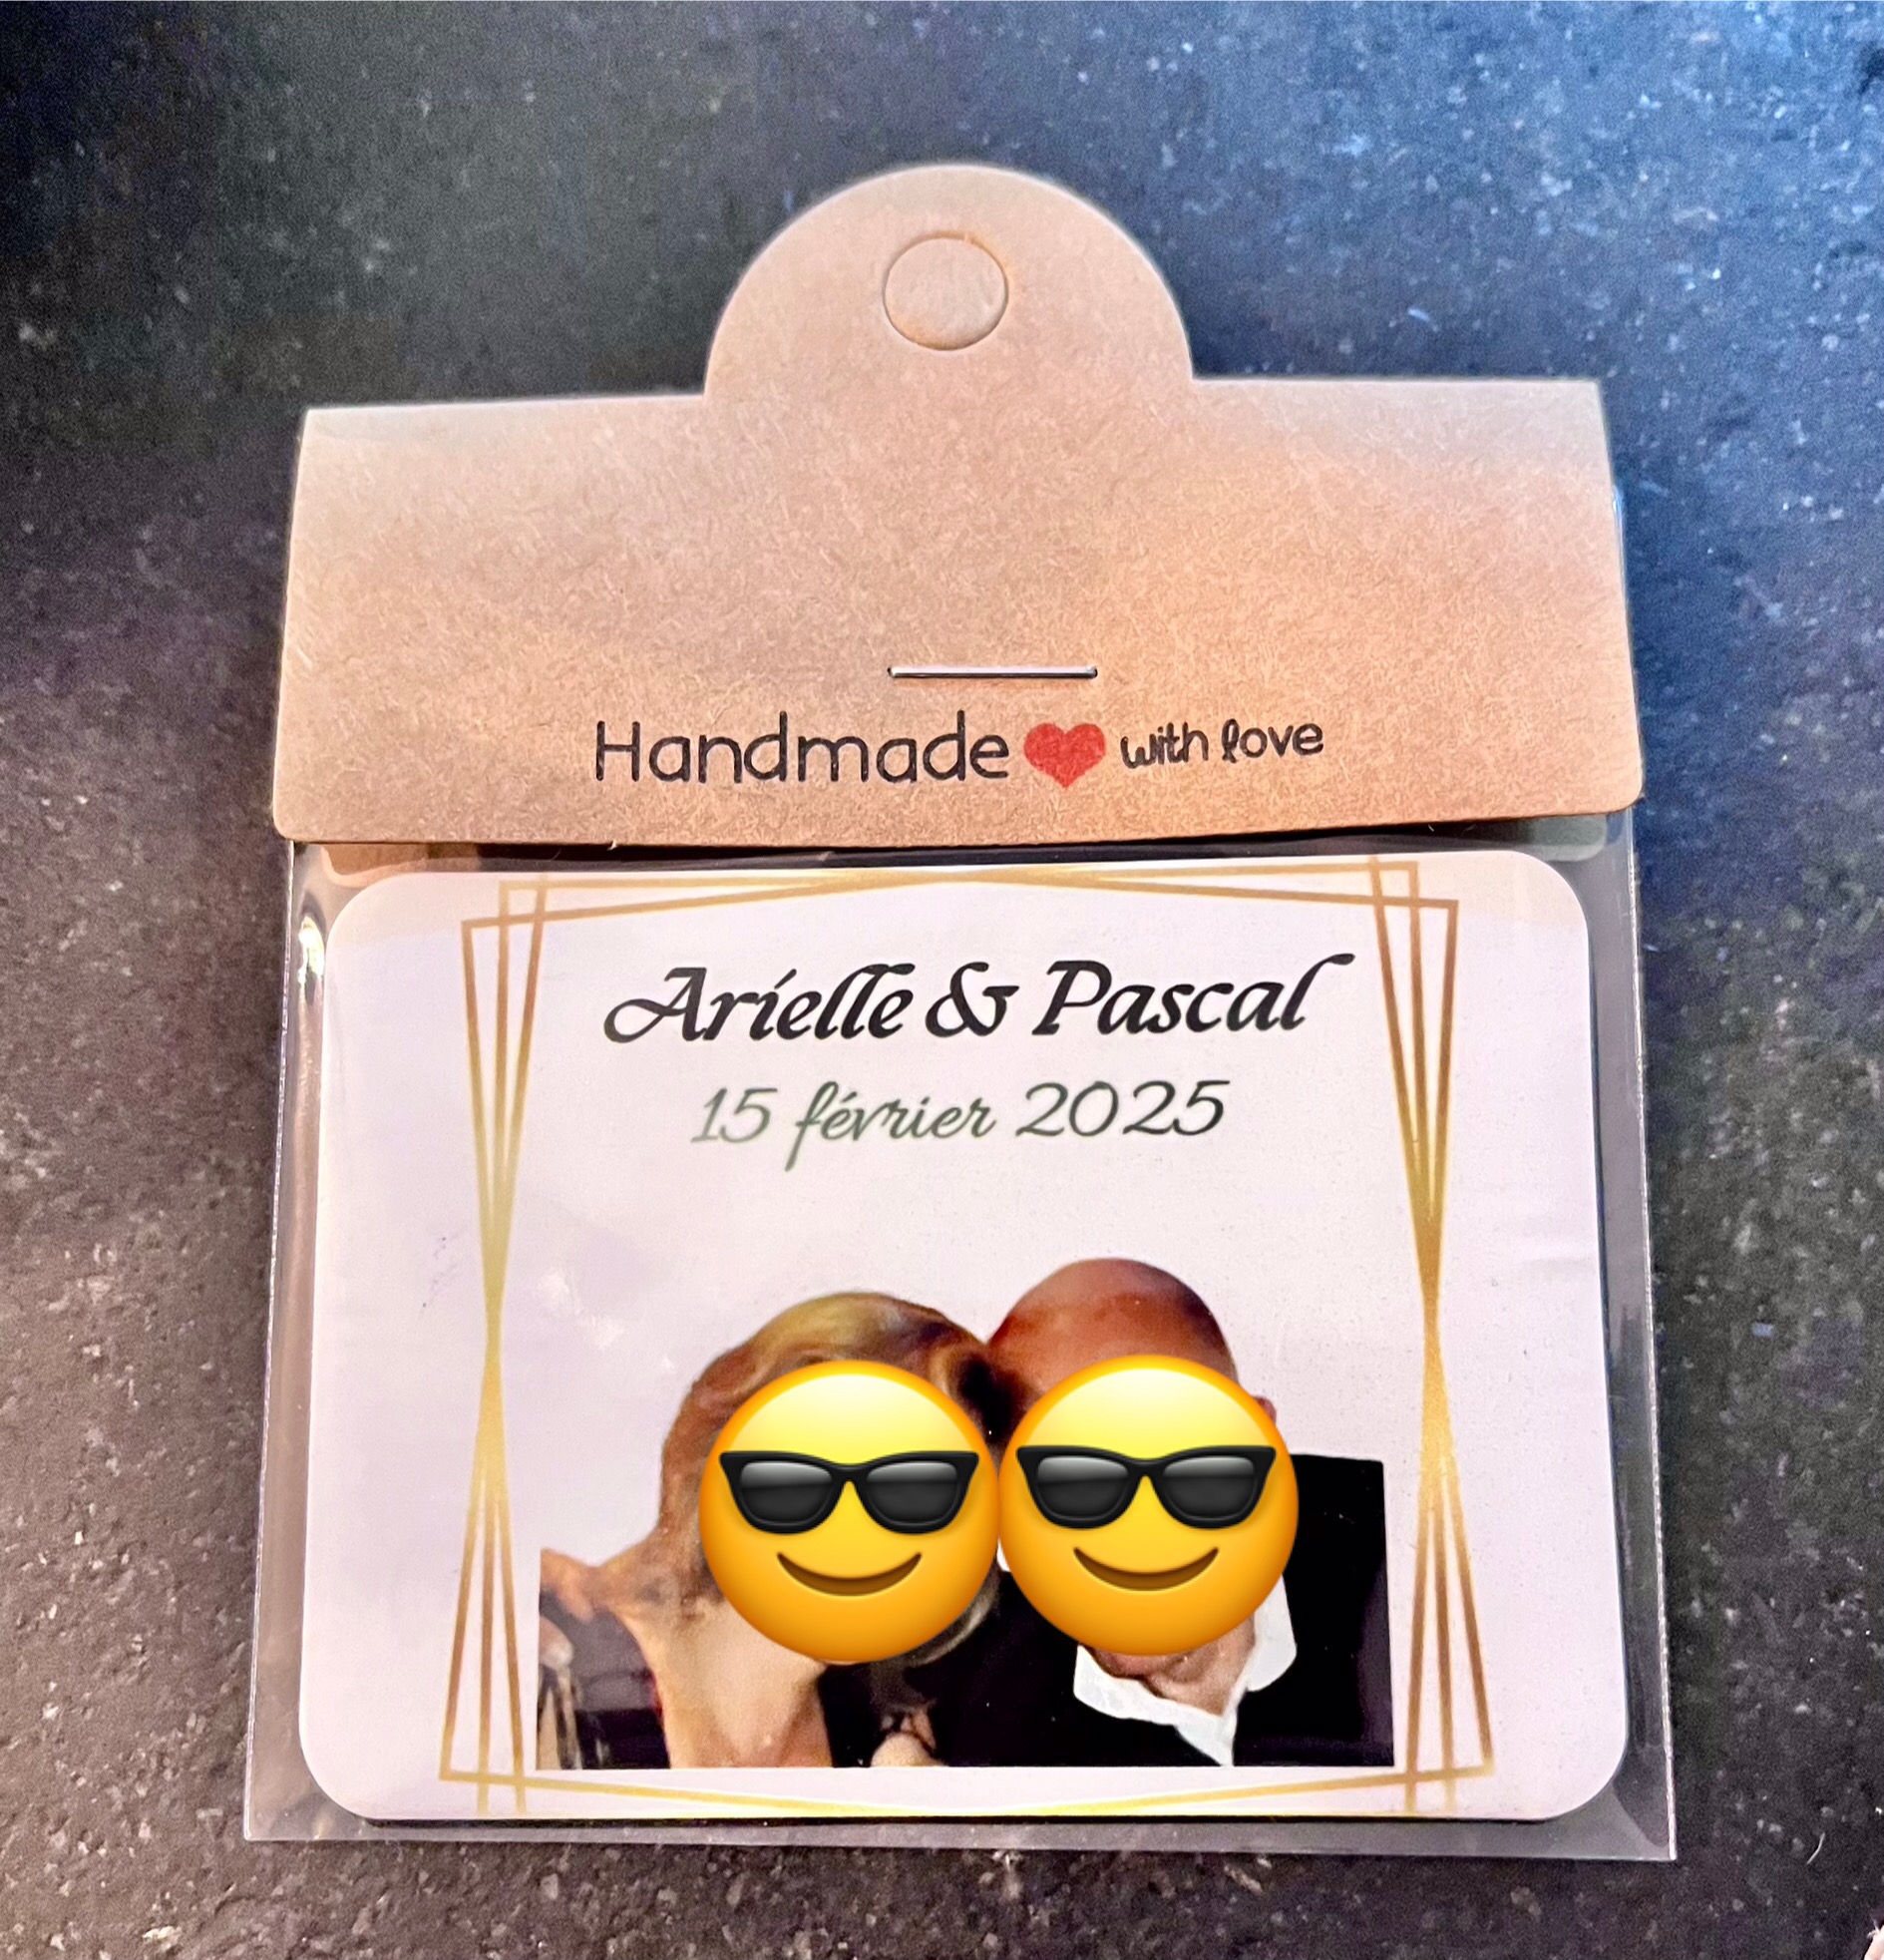 Handmade with love
Arielle & Pascal
15 février 2025